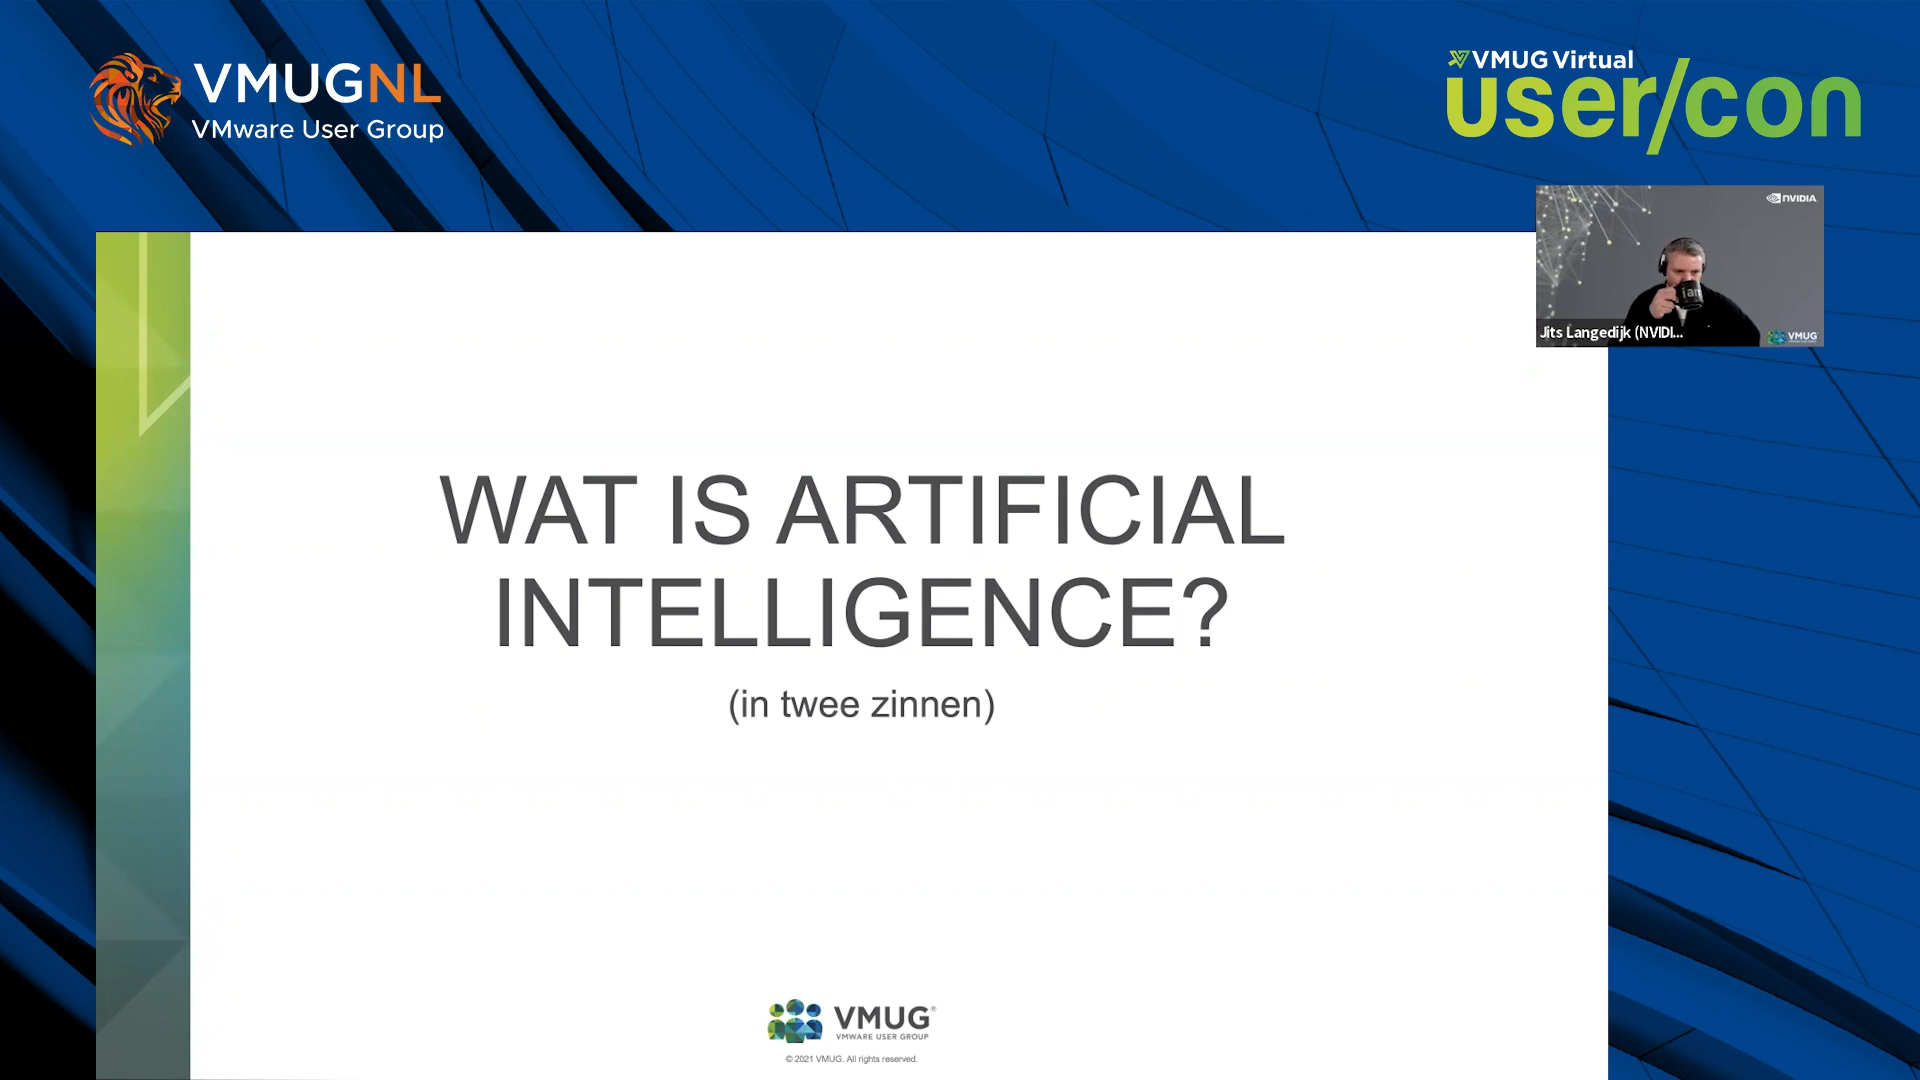 VMUGNL
VMware User Group
VMUG Virtual
user/con
NVIDIA
i am
Jits Langedijk (NVIDI...
VMUG
WAT IS ARTIFICIAL
INTELLIGENCE?
(in twee zinnen)
VMUG®
VMWARE USER GROUP
© 2021 VMUG. All rights reserved.